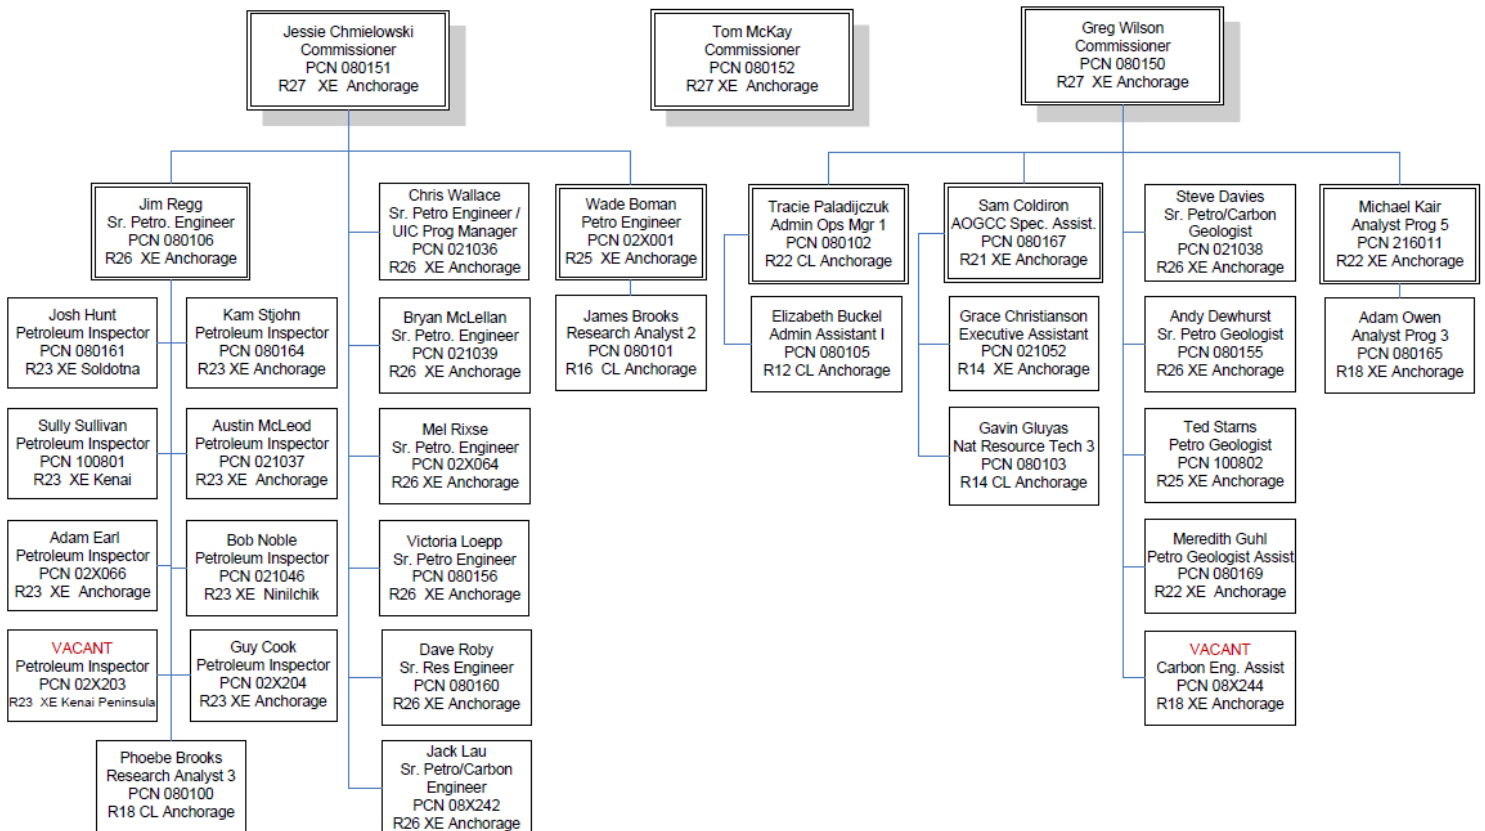 Jessie Chmielowski
Commissioner
PCN 080151
R27 XE Anchorage
Tom McKay
Commissioner
PCN 080152
R27 XE Anchorage
Greg Wilson
Commissioner
PCN 080150
R27 XE Anchorage
Jim Regg
Sr. Petro. Engineer
PCN 080106
R26 XE Anchorage
Chris Wallace
Sr. Petro Engineer /
UIC Prog Manager
PCN 021036
R26 XE Anchorage
Wade Boman
Petro Engineer
PCN 02X001
R25 XE Anchorage
Tracie Paladijczuk
Admin Ops Mgr 1
PCN 080102
R22 CL Anchorage
Sam Coldiron
AOGCC Spec. Assist.
PCN 080167
R21 XE Anchorage
Steve Davies
Sr. Petro/Carbon
Geologist
PCN 021038
R26 XE Anchorage
Michael Kair
Analyst Prog 5
PCN 216011
R22 XE Anchorage
Josh Hunt
Petroleum Inspector
PCN 080161
R23 XE Soldotna
Kam Stjohn
Petroleum Inspector
PCN 080164
R23 XE Anchorage
Bryan McLellan
Sr. Petro. Engineer
PCN 021039
R26 XE Anchorage
James Brooks
Research Analyst 2
PCN 080101
R16 CL Anchorage
Elizabeth Buckel
Admin Assistant I
PCN 080105
R12 CL Anchorage
Grace Christianson
Executive Assistant
PCN 021052
R14 XE Anchorage
Andy Dewhurst
Sr. Petro Geologist
PCN 080155
R26 XE Anchorage
Adam Owen
Analyst Prog 3
PCN 080165
R18 XE Anchorage
Sully Sullivan
Petroleum Inspector
PCN 100801
R23 XE Kenai
Austin McLeod
Petroleum Inspector
PCN 021037
R23 XE Anchorage
Mel Rixse
Sr. Petro. Engineer
PCN 02X064
R26 XE Anchorage
Gavin Gluyas
Nat Resource Tech 3
PCN 080103
R14 CL Anchorage
Ted Starns
Petro Geologist
PCN 100802
R25 XE Anchorage
Adam Earl
Petroleum Inspector
PCN 02X066
R23 XE Anchorage
Bob Noble
Petroleum Inspector
PCN 021046
R23 XE Ninilchik
Victoria Loepp
Sr. Petro Engineer
PCN 080156
R26 XE Anchorage
Meredith Guhl
Petro Geologist Assist
PCN 080169
R22 XE Anchorage
VACANT
Petroleum Inspector
PCN 02X203
R23 XE Kenai Peninsula
Guy Cook
Petroleum Inspector
PCN 02X204
R23 XE Anchorage
Dave Roby
Sr. Res Engineer
PCN 080160
R26 XE Anchorage
VACANT
Carbon Eng. Assist
PCN 08X244
R18 XE Anchorage
Phoebe Brooks
Research Analyst 3
PCN 080100
R18 CL Anchorage
Jack Lau
Sr. Petro/Carbon
Engineer
PCN 08X242
R26 XE Anchorage